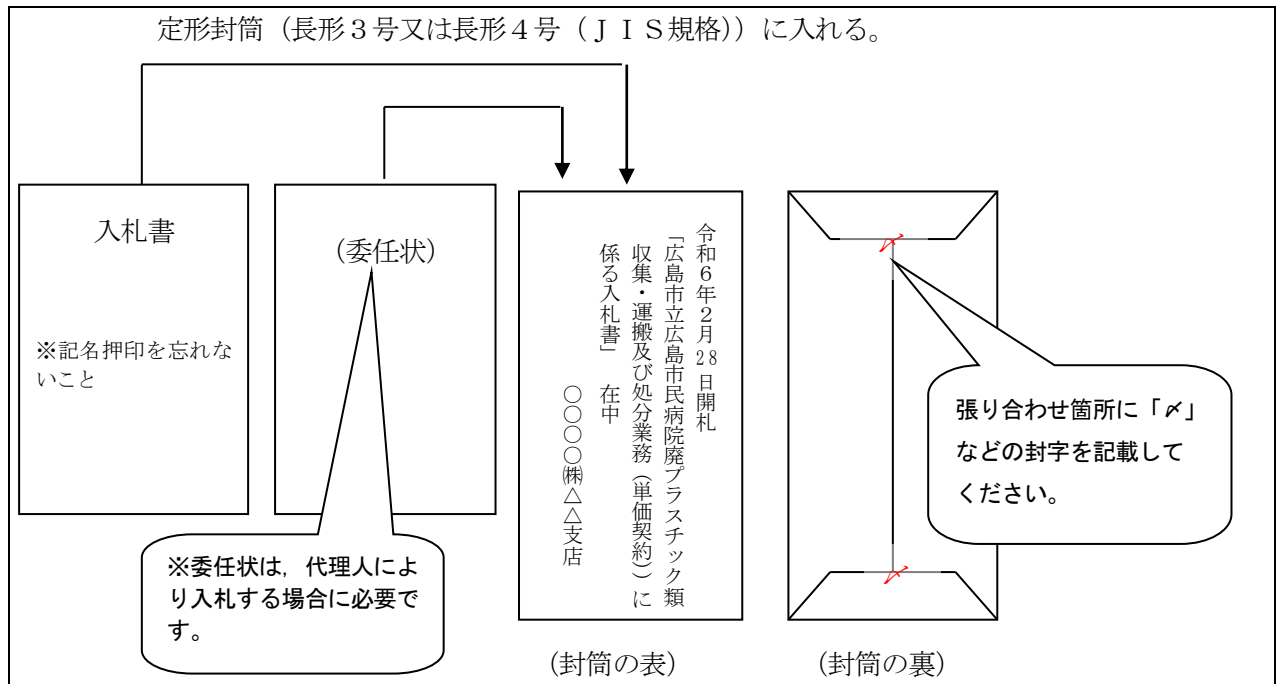 定形封筒（長形３号又は長形４号（ＪＩＳ規格））に入れる。
入札書
※記名押印を忘れな
いこと
（委任状）
※委任状は，代理人によ
り入札する場合に必要で
す。
令和６年２月28日開札
「広島市立広島市民病院廃プラスチック類
収集・運搬及び処分業務（単価契約））に
係る入札書」　在中
○○○○㈱△△支店
（封筒の表）
〆
張り合わせ箇所に「〆」
などの封字を記載して
ください。
〆
（封筒の裏）